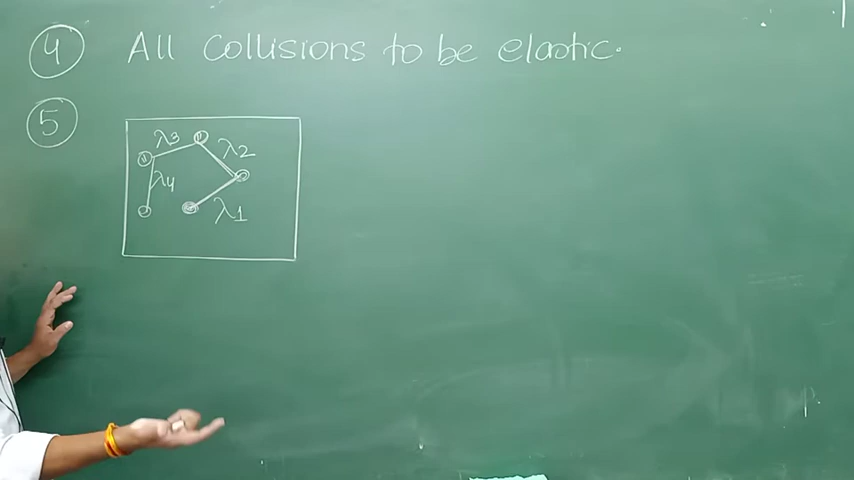 4 All collisions to be elastic.
5
λ3
λ2
λ4
λ1